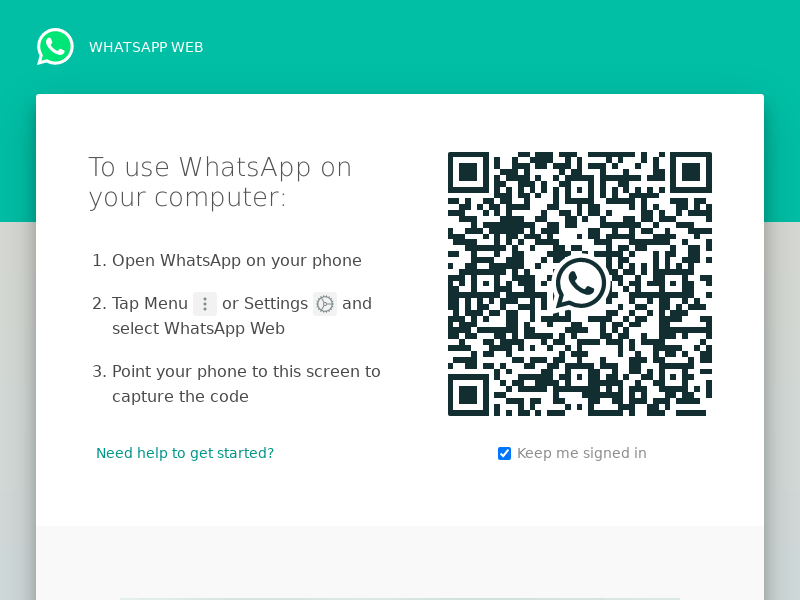 WHATSAPP WEB
To use WhatsApp on
your computer:
1. Open WhatsApp on your phone
2. Tap Menu or Settings and
select WhatsApp Web
3. Point your phone to this screen to
capture the code
Need help to get started?
Keep me signed in